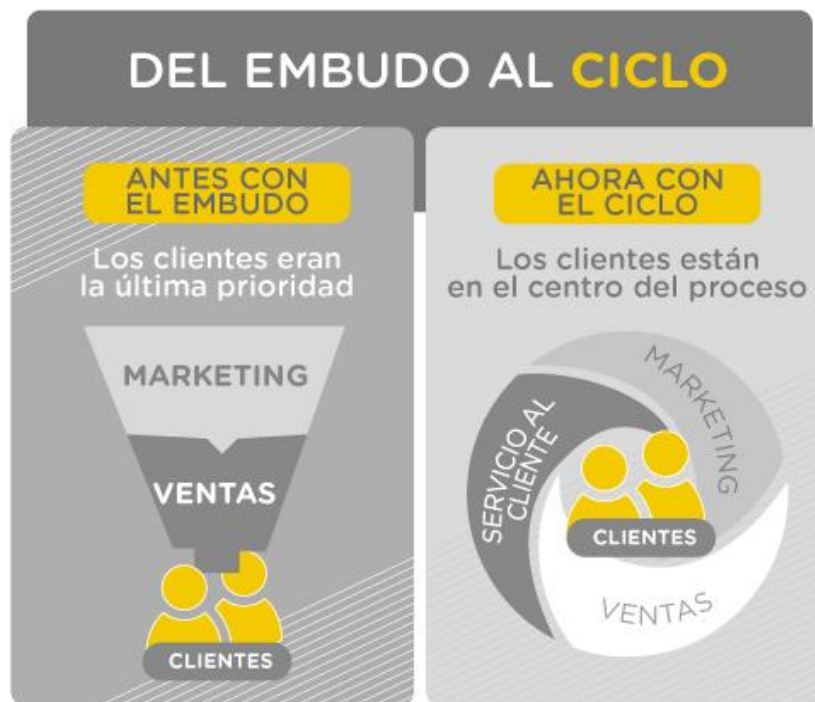 DEL EMBUDO AL CICLO
ANTES CON
EL EMBUDO
Los clientes eran
la última prioridad
MARKETING
VENTAS
CLIENTES
AHORA CON
EL CICLO
Los clientes están
en el centro del proceso
MARKETING
SERVICIO AL
CLIENTE
CLIENTES
VENTAS